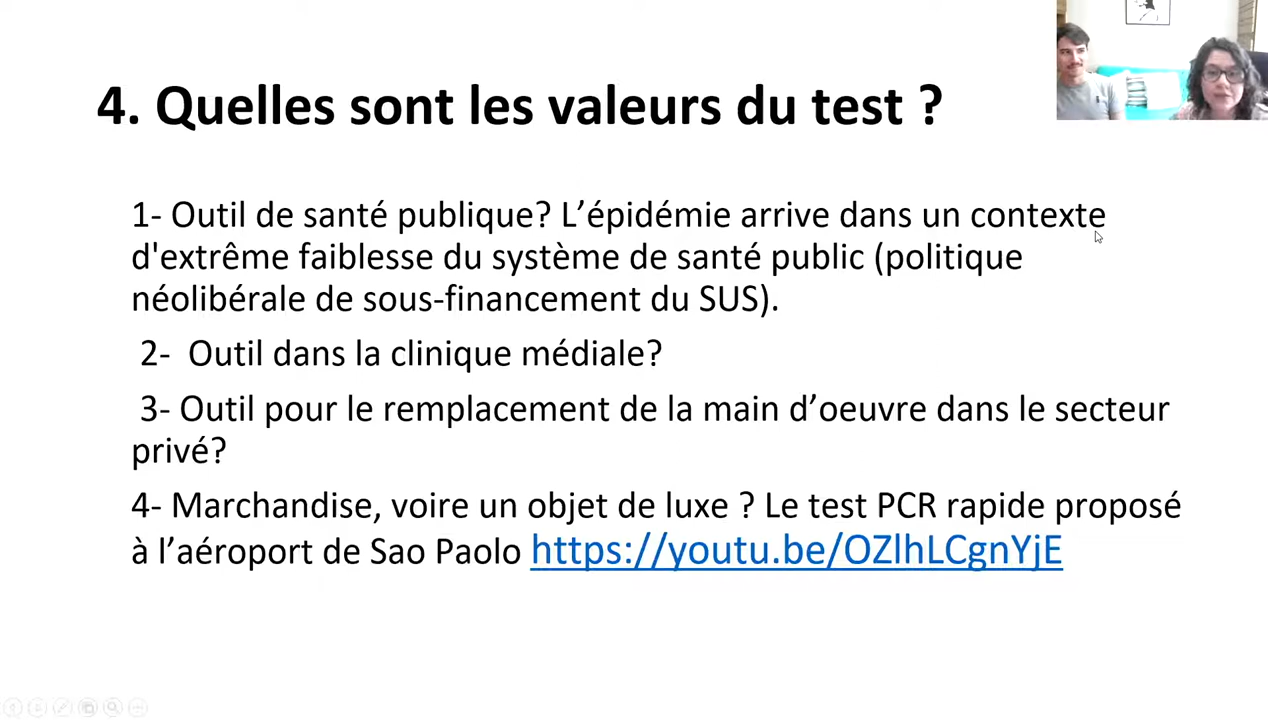 4. Quelles sont les valeurs du test ?
1- Outil de santé publique? L’épidémie arrive dans un contexte
d'extrême faiblesse du système de santé public (politique
néolibérale de sous-financement du SUS).
2- Outil dans la clinique médiale?
3- Outil pour le remplacement de la main d’oeuvre dans le secteur
privé?
4- Marchandise, voire un objet de luxe ? Le test PCR rapide proposé
à l’aéroport de Sao Paolo https://youtu.be/OZlhLCgnYjE